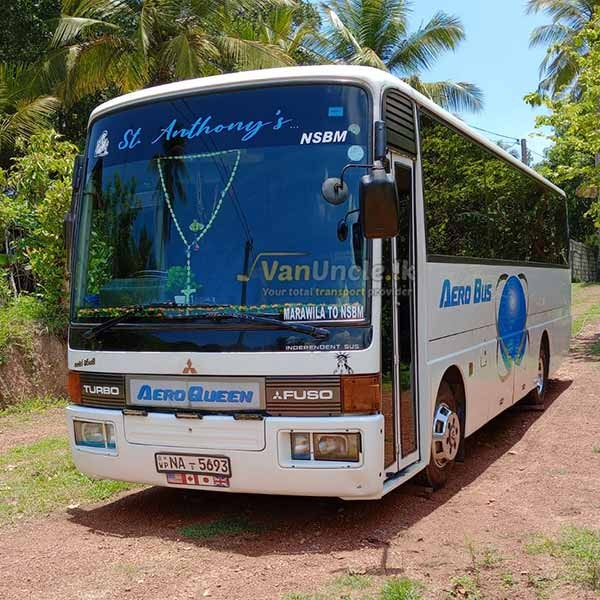 St. Anthony's...
NSBM
VanUncle.lk
Your total transport provider
MARAWILA TO NSBM
INDEPENDENT SUS
AERO BUS
TURBO
AERO QUEEN
FUSO
WP NA-5693